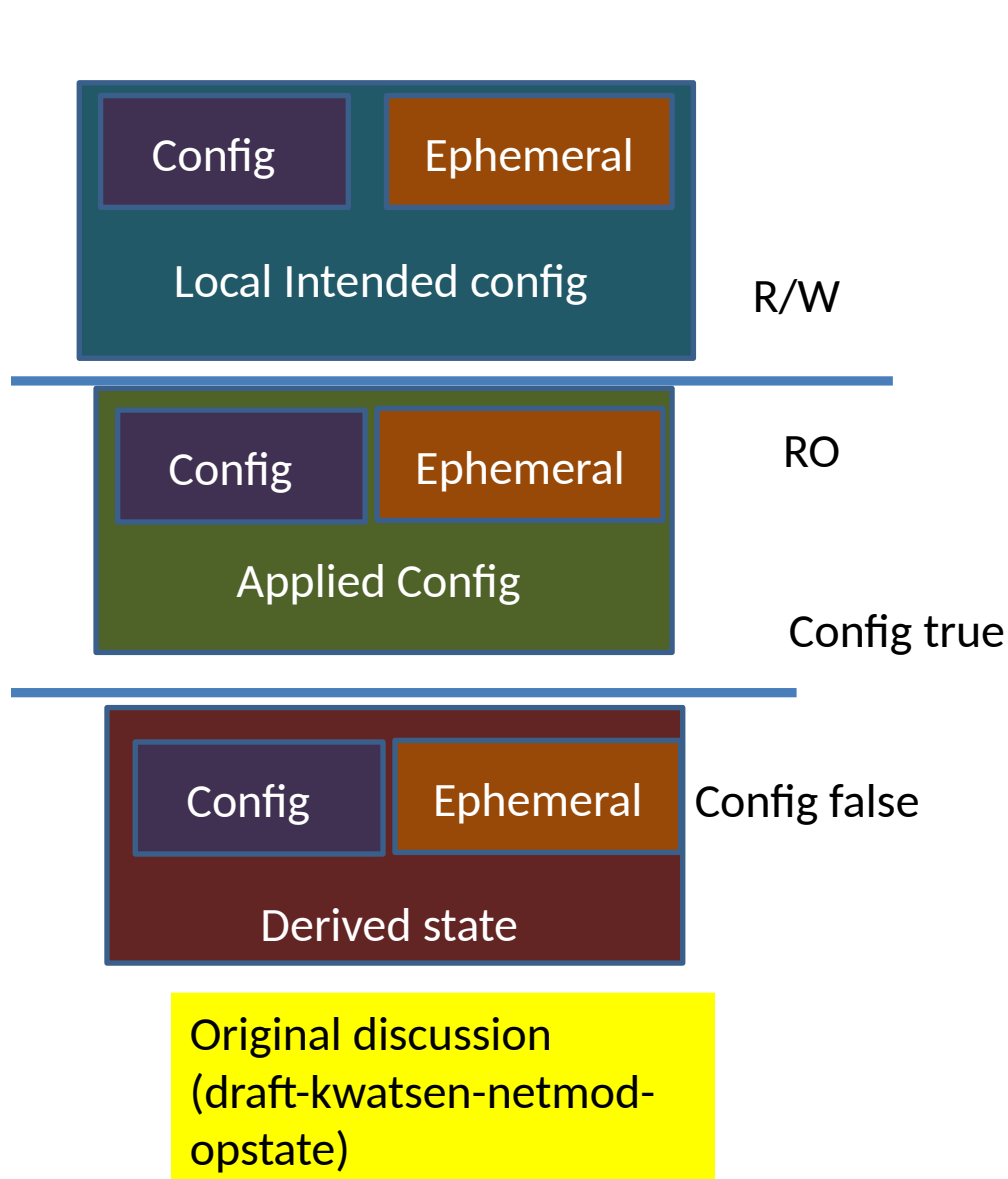 Config
Ephemeral
Local Intended config
R/W
Config
Ephemeral
RO
Applied Config
Config true
Config
Ephemeral
Config false
Derived state
Original discussion
(draft-kwatsen-netmod-
opstate)